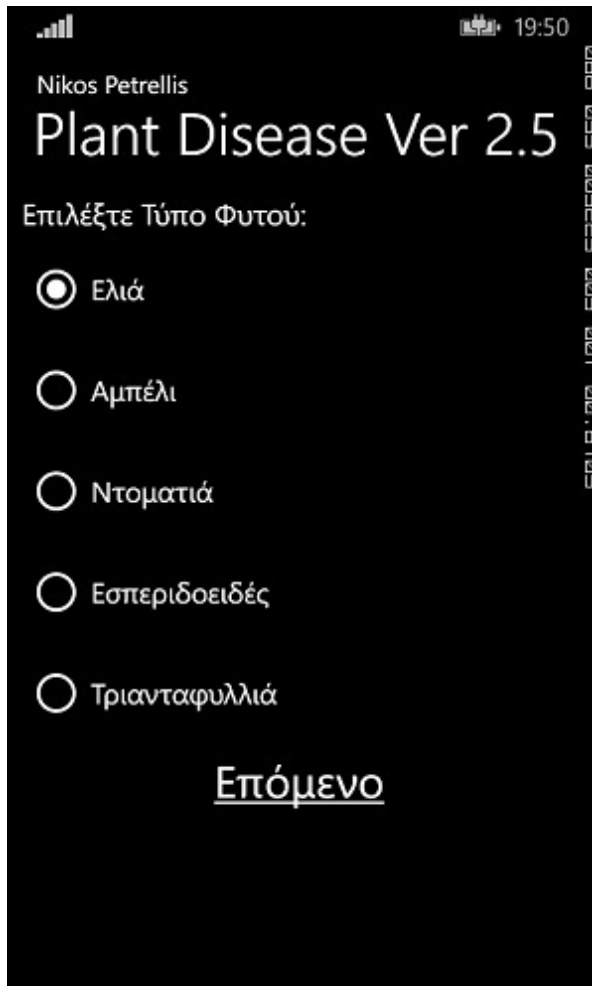 19:50
Nikos Petrellis
Plant Disease Ver 2.5
Επιλέξτε Τύπο Φυτού:
Ελιά
Αμπέλι
Ντοματιά
Εσπεριδοειδές
Τριανταφυλλιά
Επόμενο